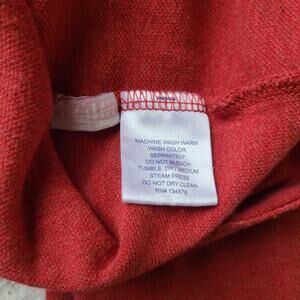 MACHINE WASH WARM
WASH COLOR
SEPARATELY
DO NOT BLEACH
TUMBLE DRY MEDIUM
STEAM PRESS
DO NOT DRY CLEAN
RN# 134576